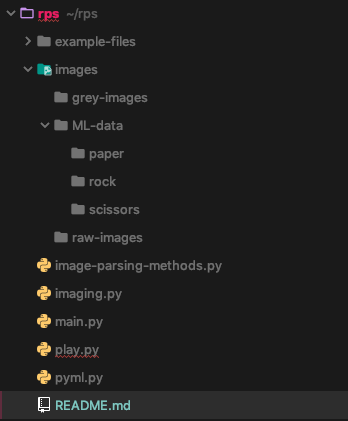 rps ~/rps
example-files
images
grey-images
ML-data
paper
rock
scissors
raw-images
image-parsing-methods.py
imaging.py
main.py
play.py
pyml.py
README.md